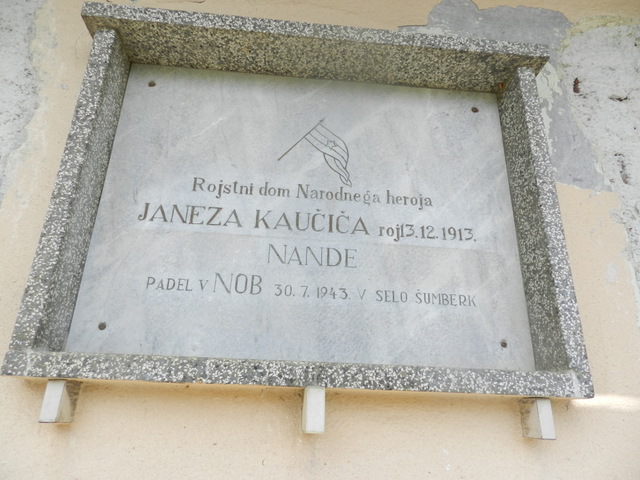 Rojstni dom Narodnega heroja
JANEZA KAUČIČA roj.13.12.1913.
NANDE
PADEL V NOB 30.7.1943. V SELO ŠUMBERK